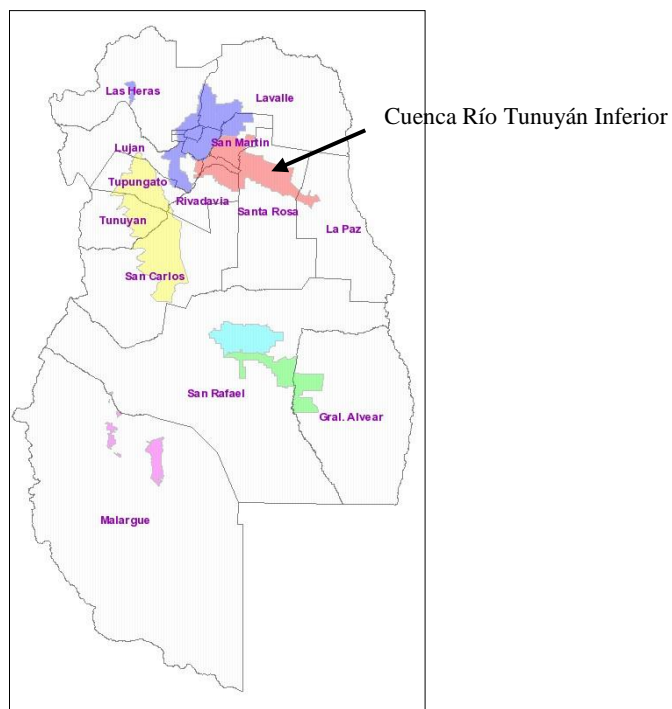 Cuenca Río Tunuyán Inferior
Las Heras
Lavalle
San Martin
Lujan
Tupungato
Rivadavia
Santa Rosa
Tunuyan
La Paz
San Carlos
San Rafael
Gral. Alvear
Malargue